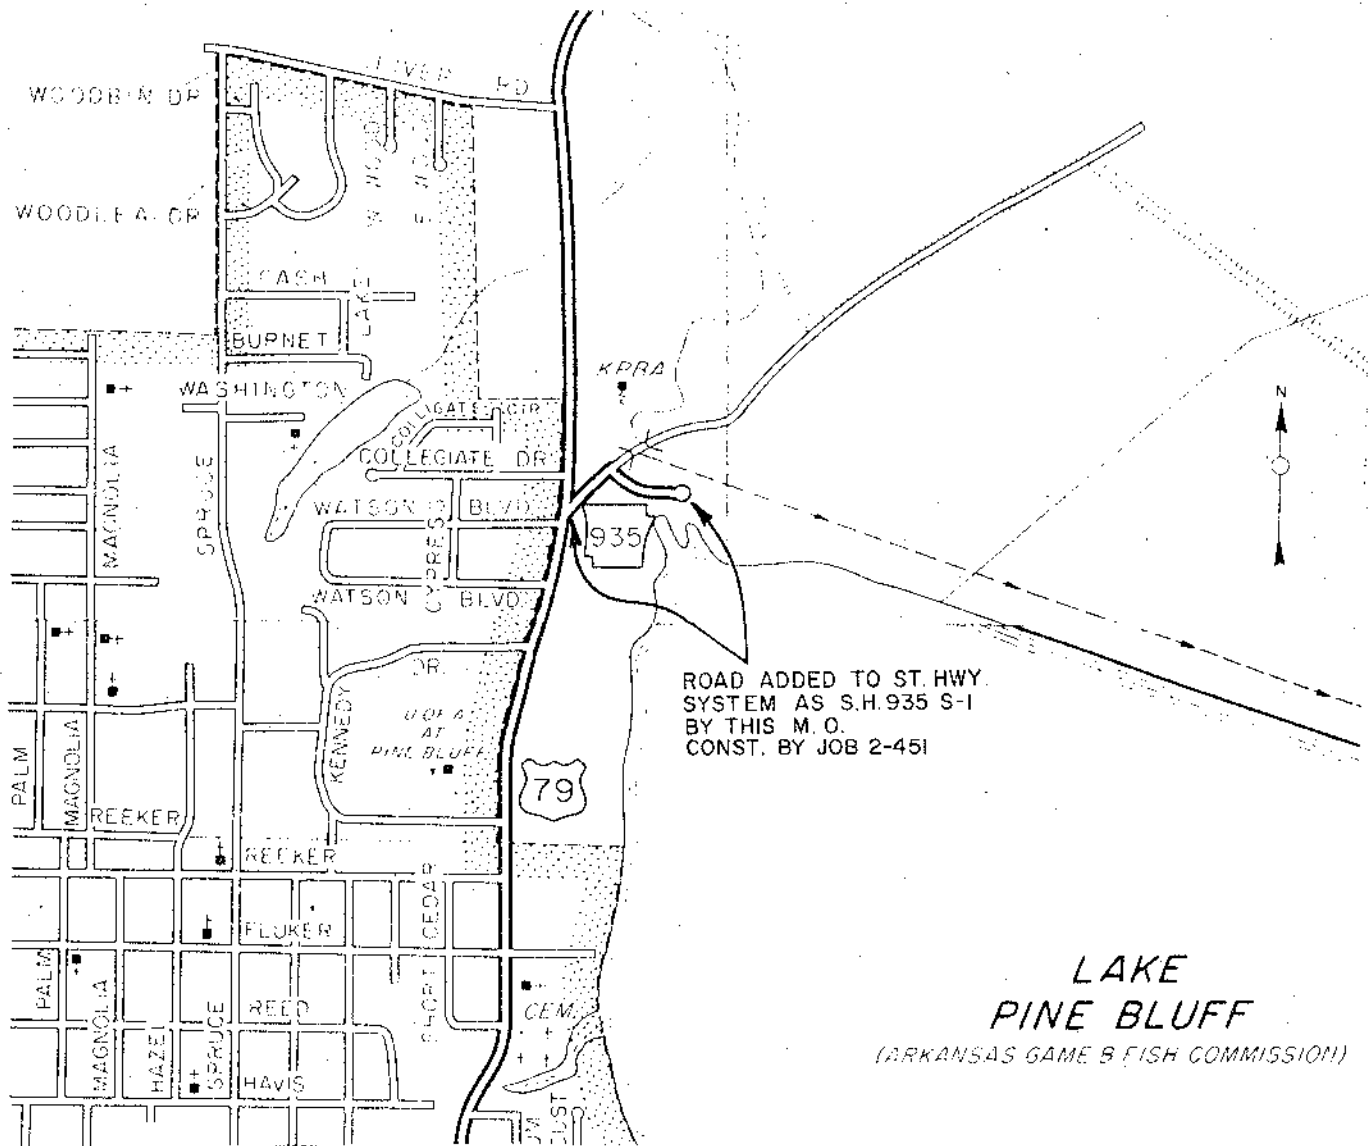 RD
WOODBIN DR
WOODLEA DR
CASH
LAKE
BURNET
KPRA
WASHINGTON
N
COLLEGIATE DR
MAGNOLIA
SPRUCE
WATSON BLVD
935
CYPRESS
WATSON BLVD
DR.
ROAD ADDED TO ST. HWY.
SYSTEM AS S.H. 935 S-1
BY THIS M.O.
CONST. BY JOB 2-451
U OF A
AT
PINE BLUFF
KENNEDY
PALM
MAGNOLIA
79
REEKER
REEKER
SHORT CEDAR
FLUKER
PALM
MAGNOLIA
HAZEL
SPRUCE
REED
CEM.
HAVIS
LAKE
PINE BLUFF
(ARKANSAS GAME & FISH COMMISSION)